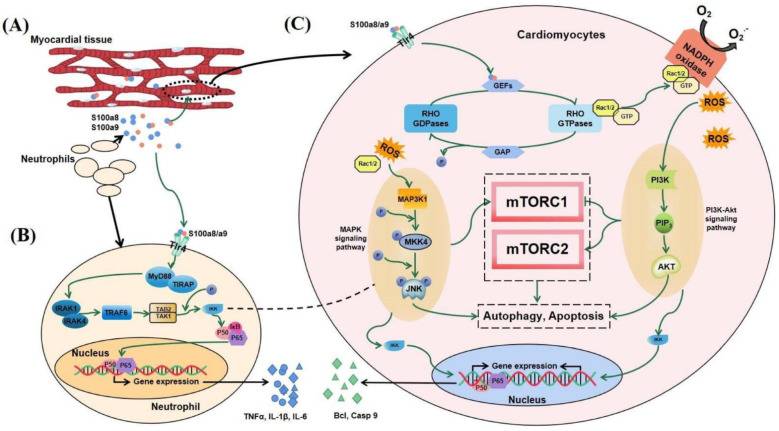 (A)
Myocardial tissue
S100a8
S100a9
Neutrophils
(B)
S100a8/a9
Tlr4
MyD88
TIRAP
P
IRAK1
IRAK4
TRAF6
TAB2
TAK1
IKK
IκB
P50
P65
Nucleus
P50
P65
Gene expression
Neutrophil
TNFα, IL-1β, IL-6
Bcl, Casp 9
(C)
Cardiomyocytes
S100a8/a9
Tlr4
GEFs
RHO
GDPases
RHO
GTPases
Rac1/2
GTP
GAP
P
O₂
O₂·-
NADPH
oxidase
Rac1/2
GTP
ROS
ROS
Rac1/2
ROS
MAP3K1
P
MKK4
P
P
P
JNK
P
MAPK
signaling
pathway
mTORC1
mTORC2
Autophagy, Apoptosis
PI3K
PIP₃
AKT
PI3K-Akt
signaling
pathway
IKK
IKK
Gene expression
P50
P65
Nucleus